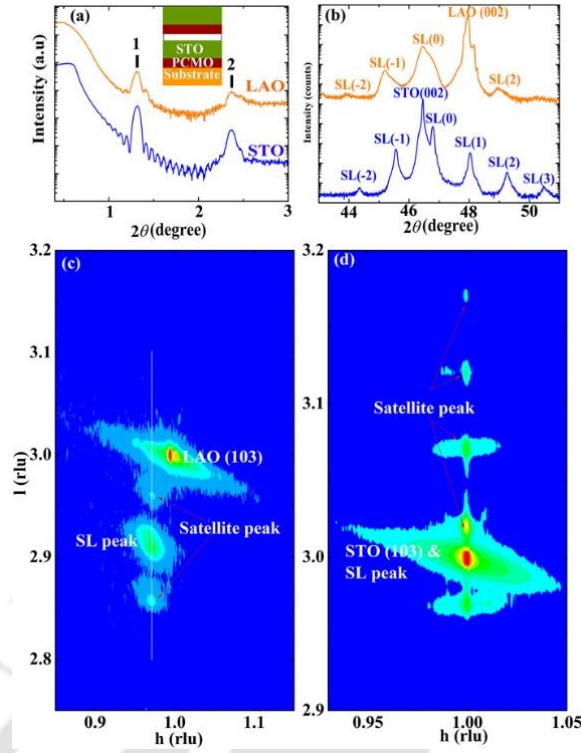 (a)
1
2
STO
PCMO
Substrate
LAO
STO
Intensity (a.u)
0 1 2 3
2θ(degree)
(b)
LAO (002)
SL(-2)
SL(-1)
SL(0)
SL(2)
STO(002)
SL(0)
SL(-2)
SL(-1)
SL(1)
SL(2)
SL(3)
Intensity (counts)
44 46 48 50
2θ(degree)
(c)
3.2
3.1
3.0
2.9
2.8
l (rlu)
LAO (103)
Satellite peak
SL peak
0.9 1.0 1.1
h (rlu)
(d)
3.2
3.1
3.0
2.9
Satellite peak
STO (103) &
SL peak
0.95 1.00 1.05
h (rlu)